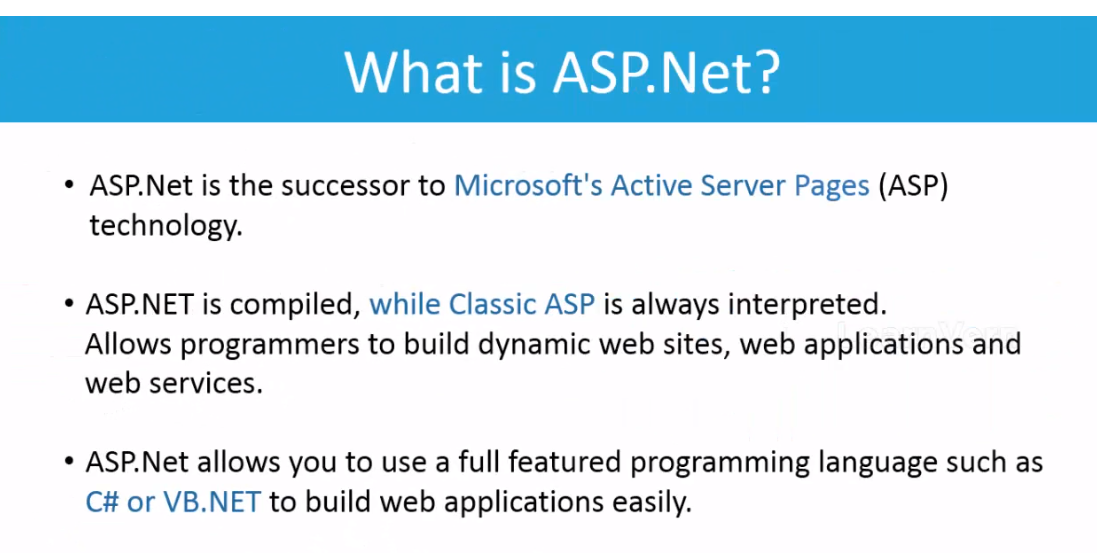 What is ASP.Net?
• ASP.Net is the successor to Microsoft's Active Server Pages (ASP)
technology.
• ASP.NET is compiled, while Classic ASP is always interpreted.
Allows programmers to build dynamic web sites, web applications and
web services.
• ASP.Net allows you to use a full featured programming language such as
C# or VB.NET to build web applications easily.